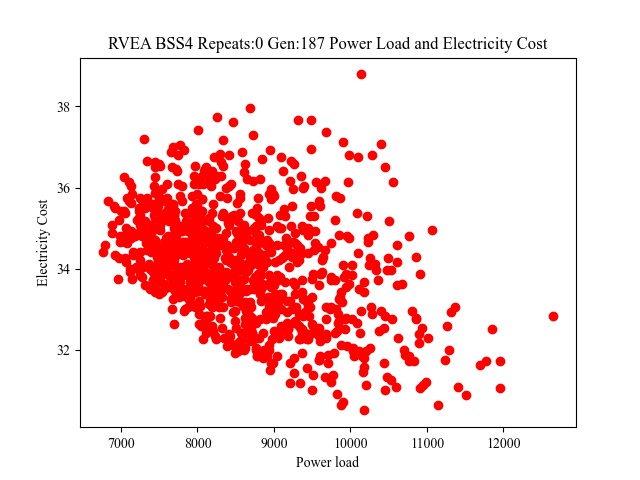 RVEA BSS4 Repeats:0 Gen:187 Power Load and Electricity Cost
38
36
34
32
Electricity Cost
7000 8000 9000 10000 11000 12000
Power load